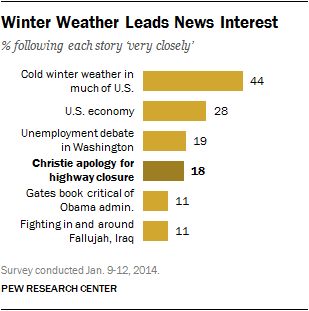 Winter Weather Leads News Interest
% following each story 'very closely'
Cold winter weather in
much of U.S.
44
U.S. economy
28
Unemployment debate
in Washington
19
Christie apology for
highway closure
18
Gates book critical of
Obama admin.
11
Fighting in and around
Fallujah, Iraq
11
Survey conducted Jan. 9-12, 2014.
PEW RESEARCH CENTER